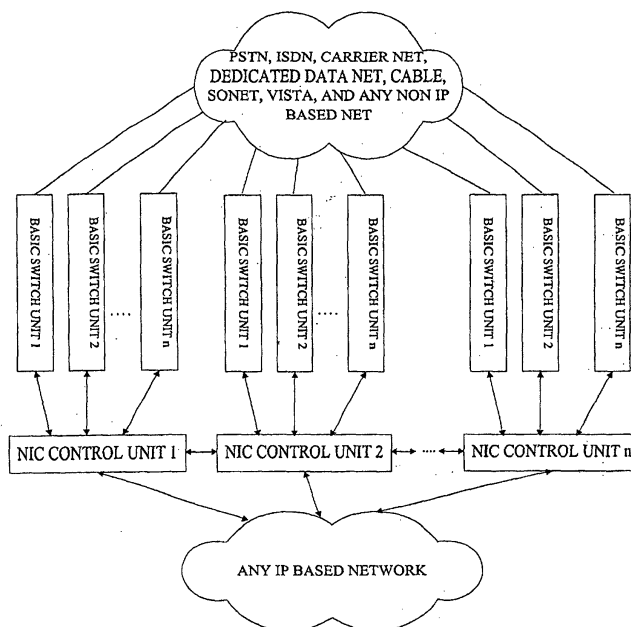 PSTN, ISDN, CARRIER NET,
DEDICATED DATA NET, CABLE,
SONET, VISTA, AND ANY NON IP
BASED NET
BASIC SWITCH UNIT 1
BASIC SWITCH UNIT 2
....
BASIC SWITCH UNIT n
BASIC SWITCH UNIT 1
BASIC SWITCH UNIT 2
....
BASIC SWITCH UNIT n
BASIC SWITCH UNIT 1
BASIC SWITCH UNIT 2
BASIC SWITCH UNIT n
NIC CONTROL UNIT 1
NIC CONTROL UNIT 2
....
NIC CONTROL UNIT n
ANY IP BASED NETWORK